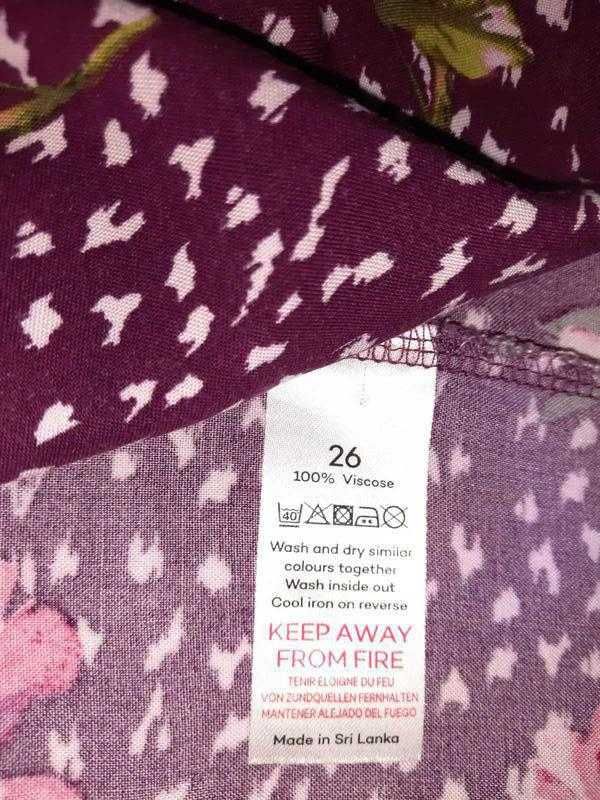 26
100% Viscose
40
Wash and dry similar
colours together
Wash inside out
Cool iron on reverse
KEEP AWAY
FROM FIRE
TENIR ELOIGNE DU FEU
VON ZUNDQUELLEN FERNHALTEN
MANTENER ALEJADO DEL FUEGO
Made in Sri Lanka